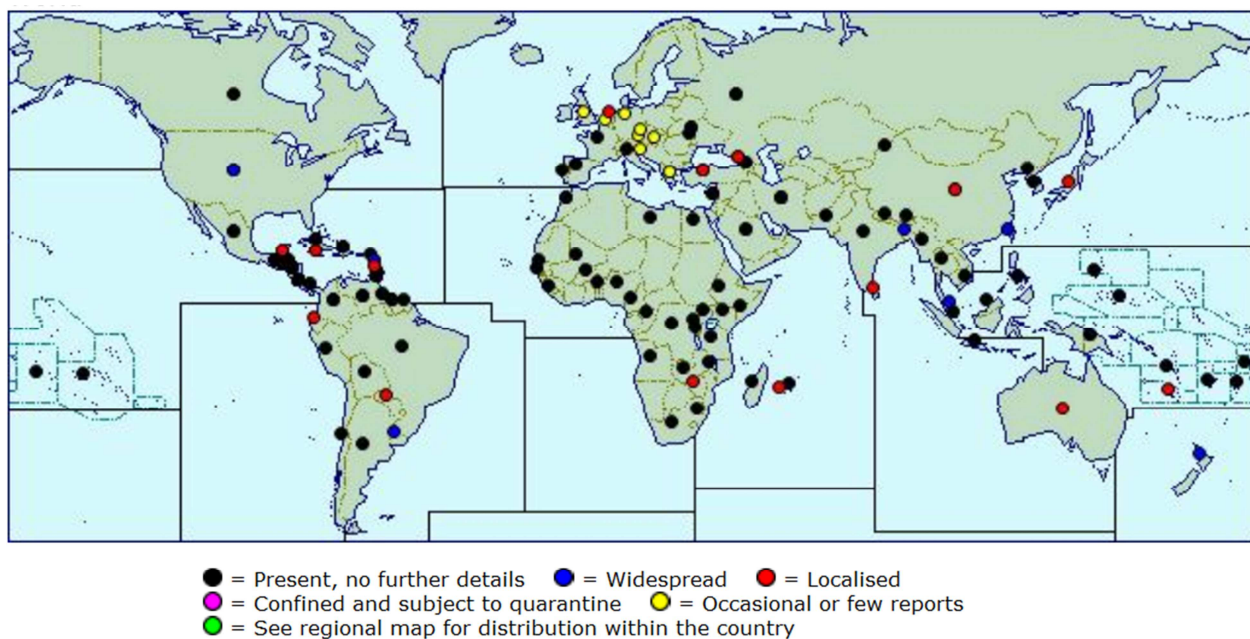 = Present, no further details = Widespread = Localised
= Confined and subject to quarantine = Occasional or few reports
= See regional map for distribution within the country